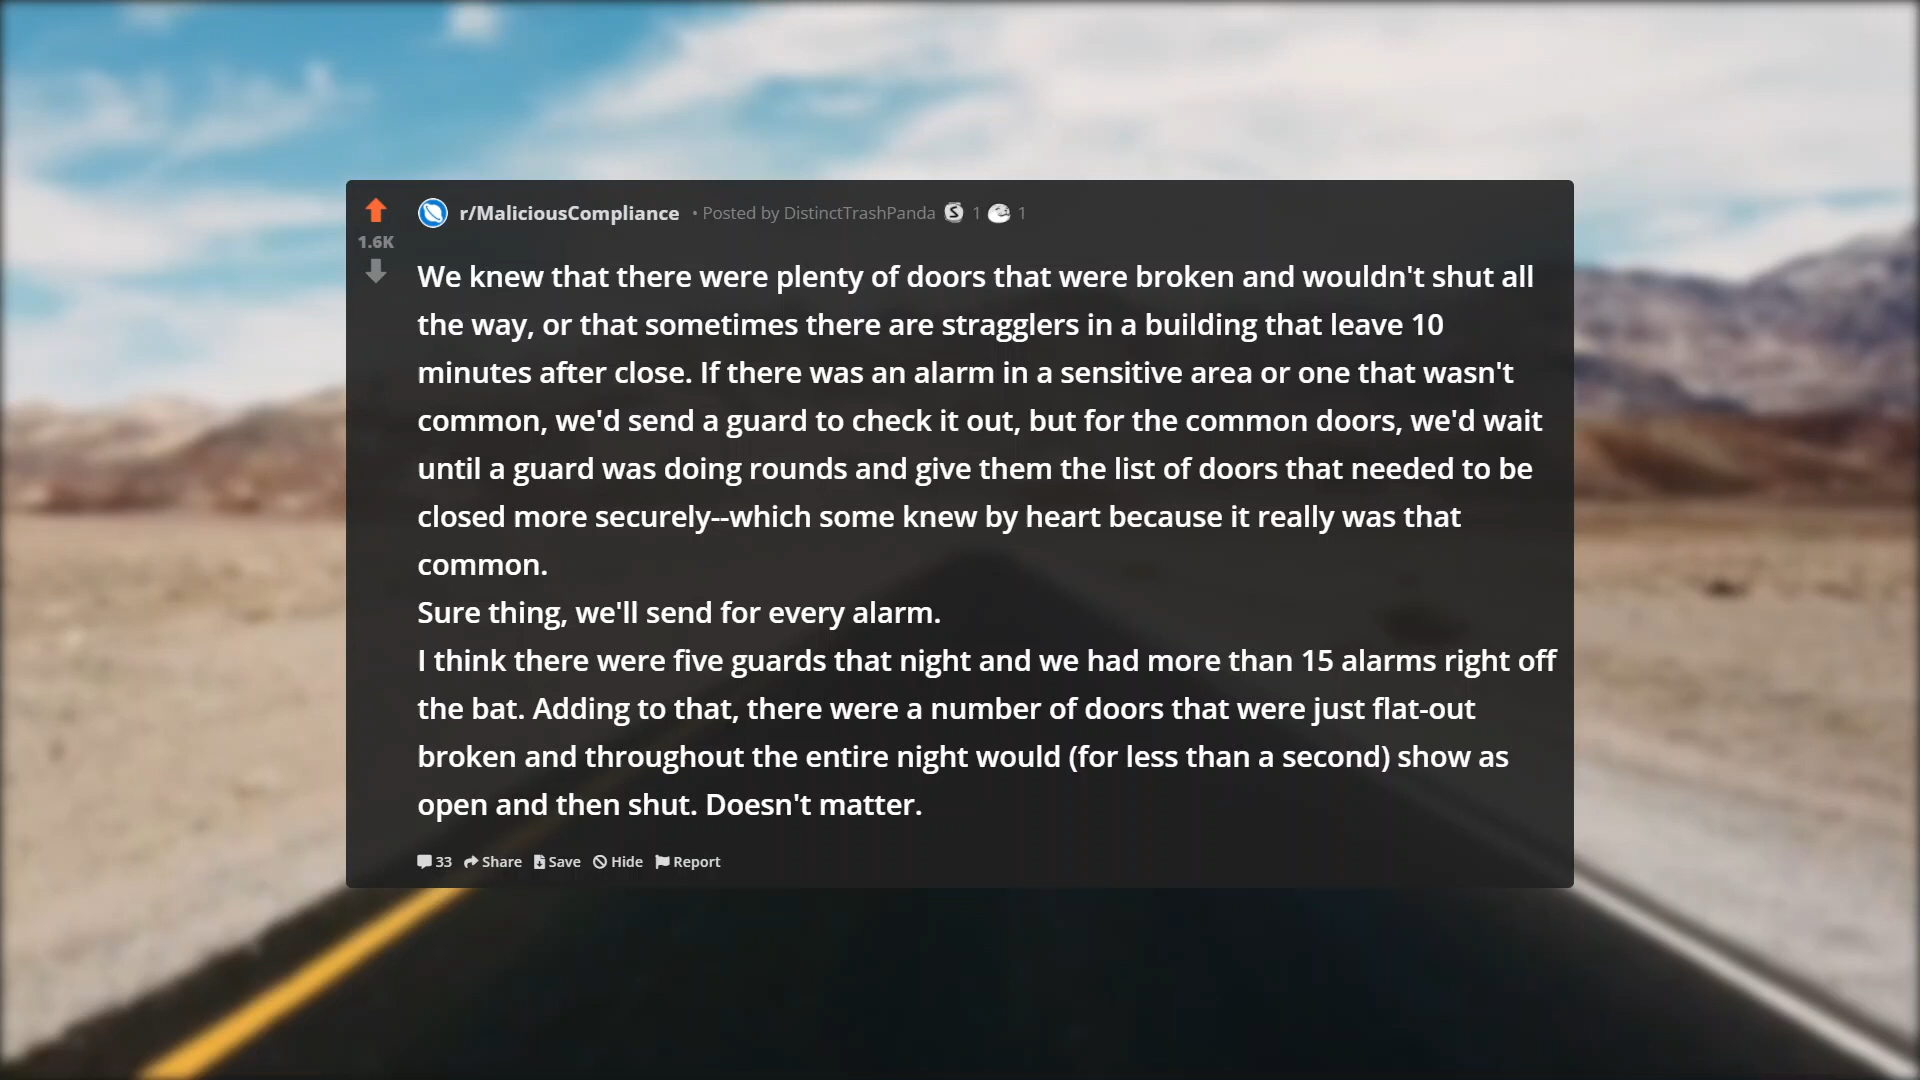 r/MaliciousCompliance • Posted by DistinctTrashPanda 1 1
1.6K
We knew that there were plenty of doors that were broken and wouldn't shut all
the way, or that sometimes there are stragglers in a building that leave 10
minutes after close. If there was an alarm in a sensitive area or one that wasn't
common, we'd send a guard to check it out, but for the common doors, we'd wait
until a guard was doing rounds and give them the list of doors that needed to be
closed more securely--which some knew by heart because it really was that
common.
Sure thing, we'll send for every alarm.
I think there were five guards that night and we had more than 15 alarms right off
the bat. Adding to that, there were a number of doors that were just flat-out
broken and throughout the entire night would (for less than a second) show as
open and then shut. Doesn't matter.
33 Share Save Hide Report